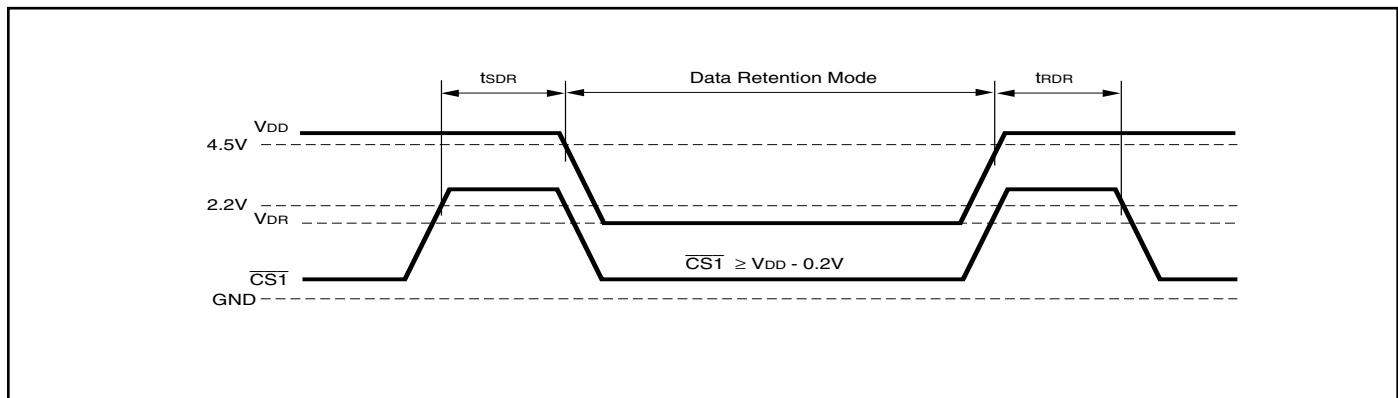 tSDR Data Retention Mode tRDR
VDD
4.5V
2.2V
VDR
CS1 ≥ VDD - 0.2V
CS1
GND